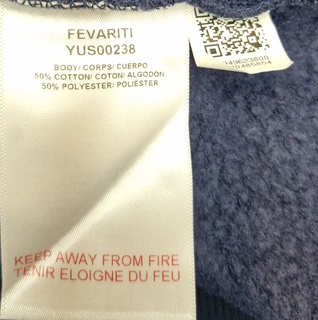 FEVARITI
YUS00238
BODY/ CORPS/ CUERPO
50% COTTON/ COTON/ ALGODON
50% POLYESTER/ POLIÉSTER
KEEP AWAY FROM FIRE
TENIR ELOIGNE DU FEU